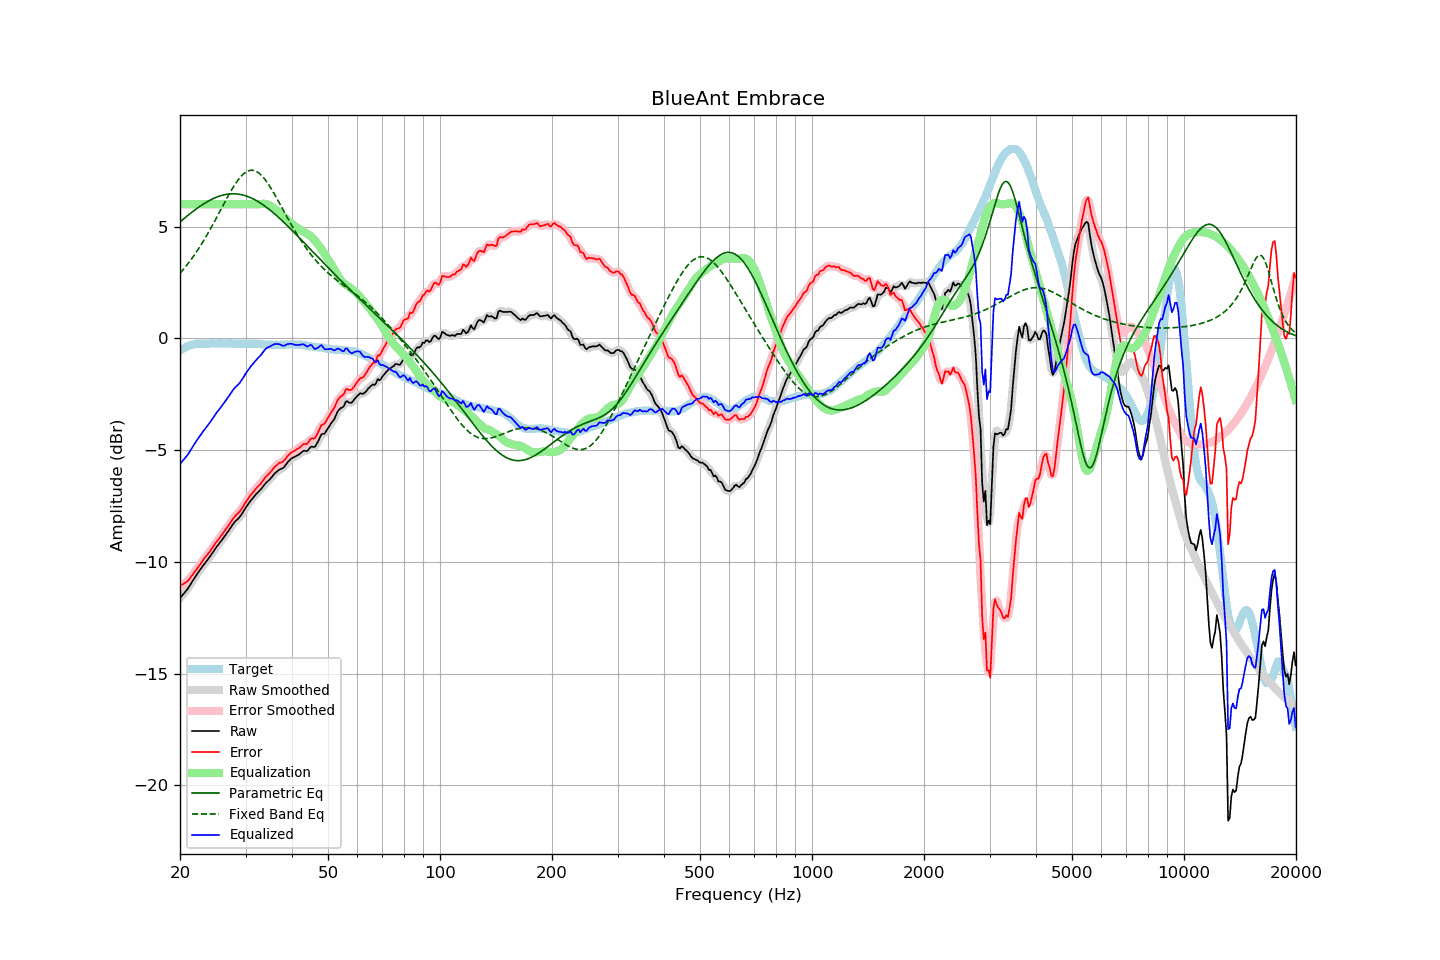 BlueAnt Embrace
Amplitude (dBr)
5
0
−5
−10
−15
−20
Target
Raw Smoothed
Error Smoothed
Raw
Error
Equalization
Parametric Eq
Fixed Band Eq
Equalized
20 50 100 200 500 1000 2000 5000 10000 20000
Frequency (Hz)